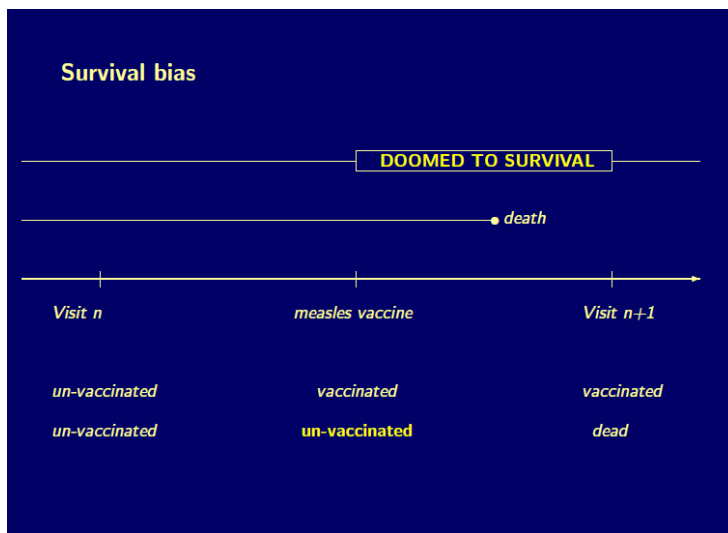 Survival bias
DOOMED TO SURVIVAL
death
Visit n measles vaccine Visit n+1
un-vaccinated vaccinated vaccinated
un-vaccinated un-vaccinated dead